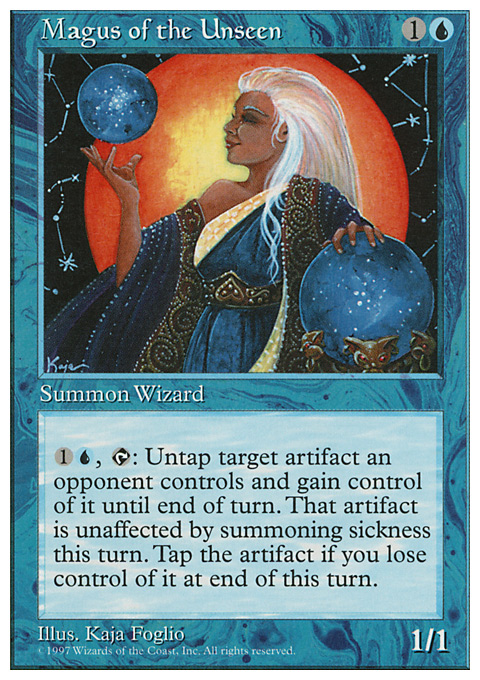 Magus of the Unseen 1
Kaja
Summon Wizard
1, : Untap target artifact an
opponent controls and gain control
of it until end of turn. That artifact
is unaffected by summoning sickness
this turn. Tap the artifact if you lose
control of it at end of this turn.
Illus. Kaja Foglio
©1997 Wizards of the Coast, Inc. All rights reserved.
1/1